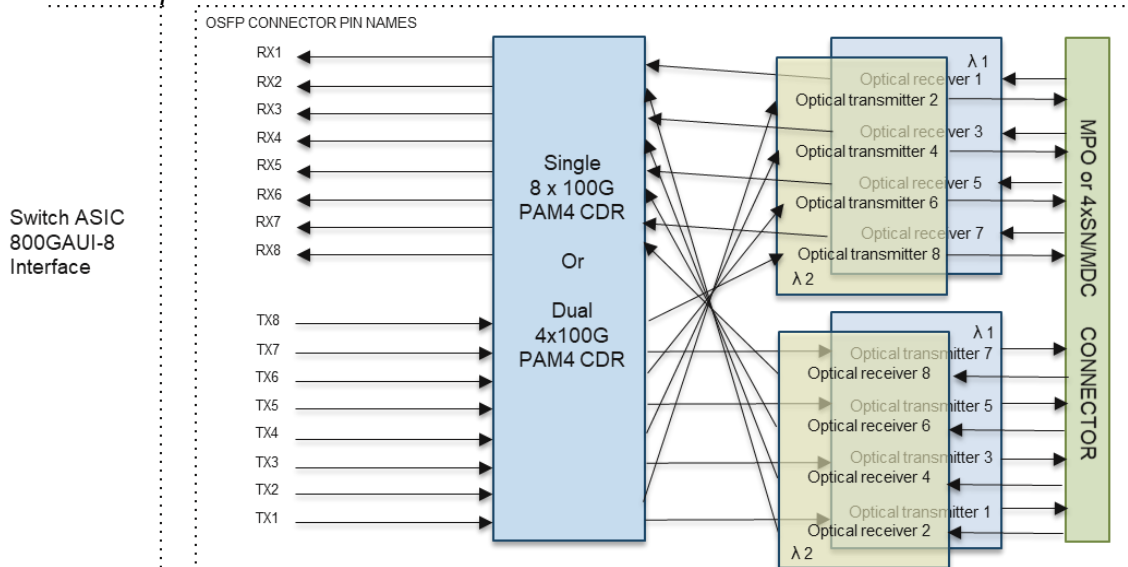 OSFP CONNECTOR PIN NAMES
RX1
RX2
RX3
RX4
RX5
RX6
RX7
RX8
TX8
TX7
TX6
TX5
TX4
TX3
TX2
TX1
Switch ASIC
800GAUI-8
Interface
Single
8 x 100G
PAM4 CDR
Or
Dual
4x100G
PAM4 CDR
λ 1
Optical receiver 1
Optical transmitter 2
Optical receiver 3
Optical transmitter 4
Optical receiver 5
Optical transmitter 6
Optical receiver 7
Optical transmitter 8
λ 2
λ 1
Optical transmitter 7
Optical receiver 8
Optical transmitter 5
Optical receiver 6
Optical transmitter 3
Optical receiver 4
Optical transmitter 1
Optical receiver 2
λ 2
MPO or 4xSN/MDC CONNECTOR